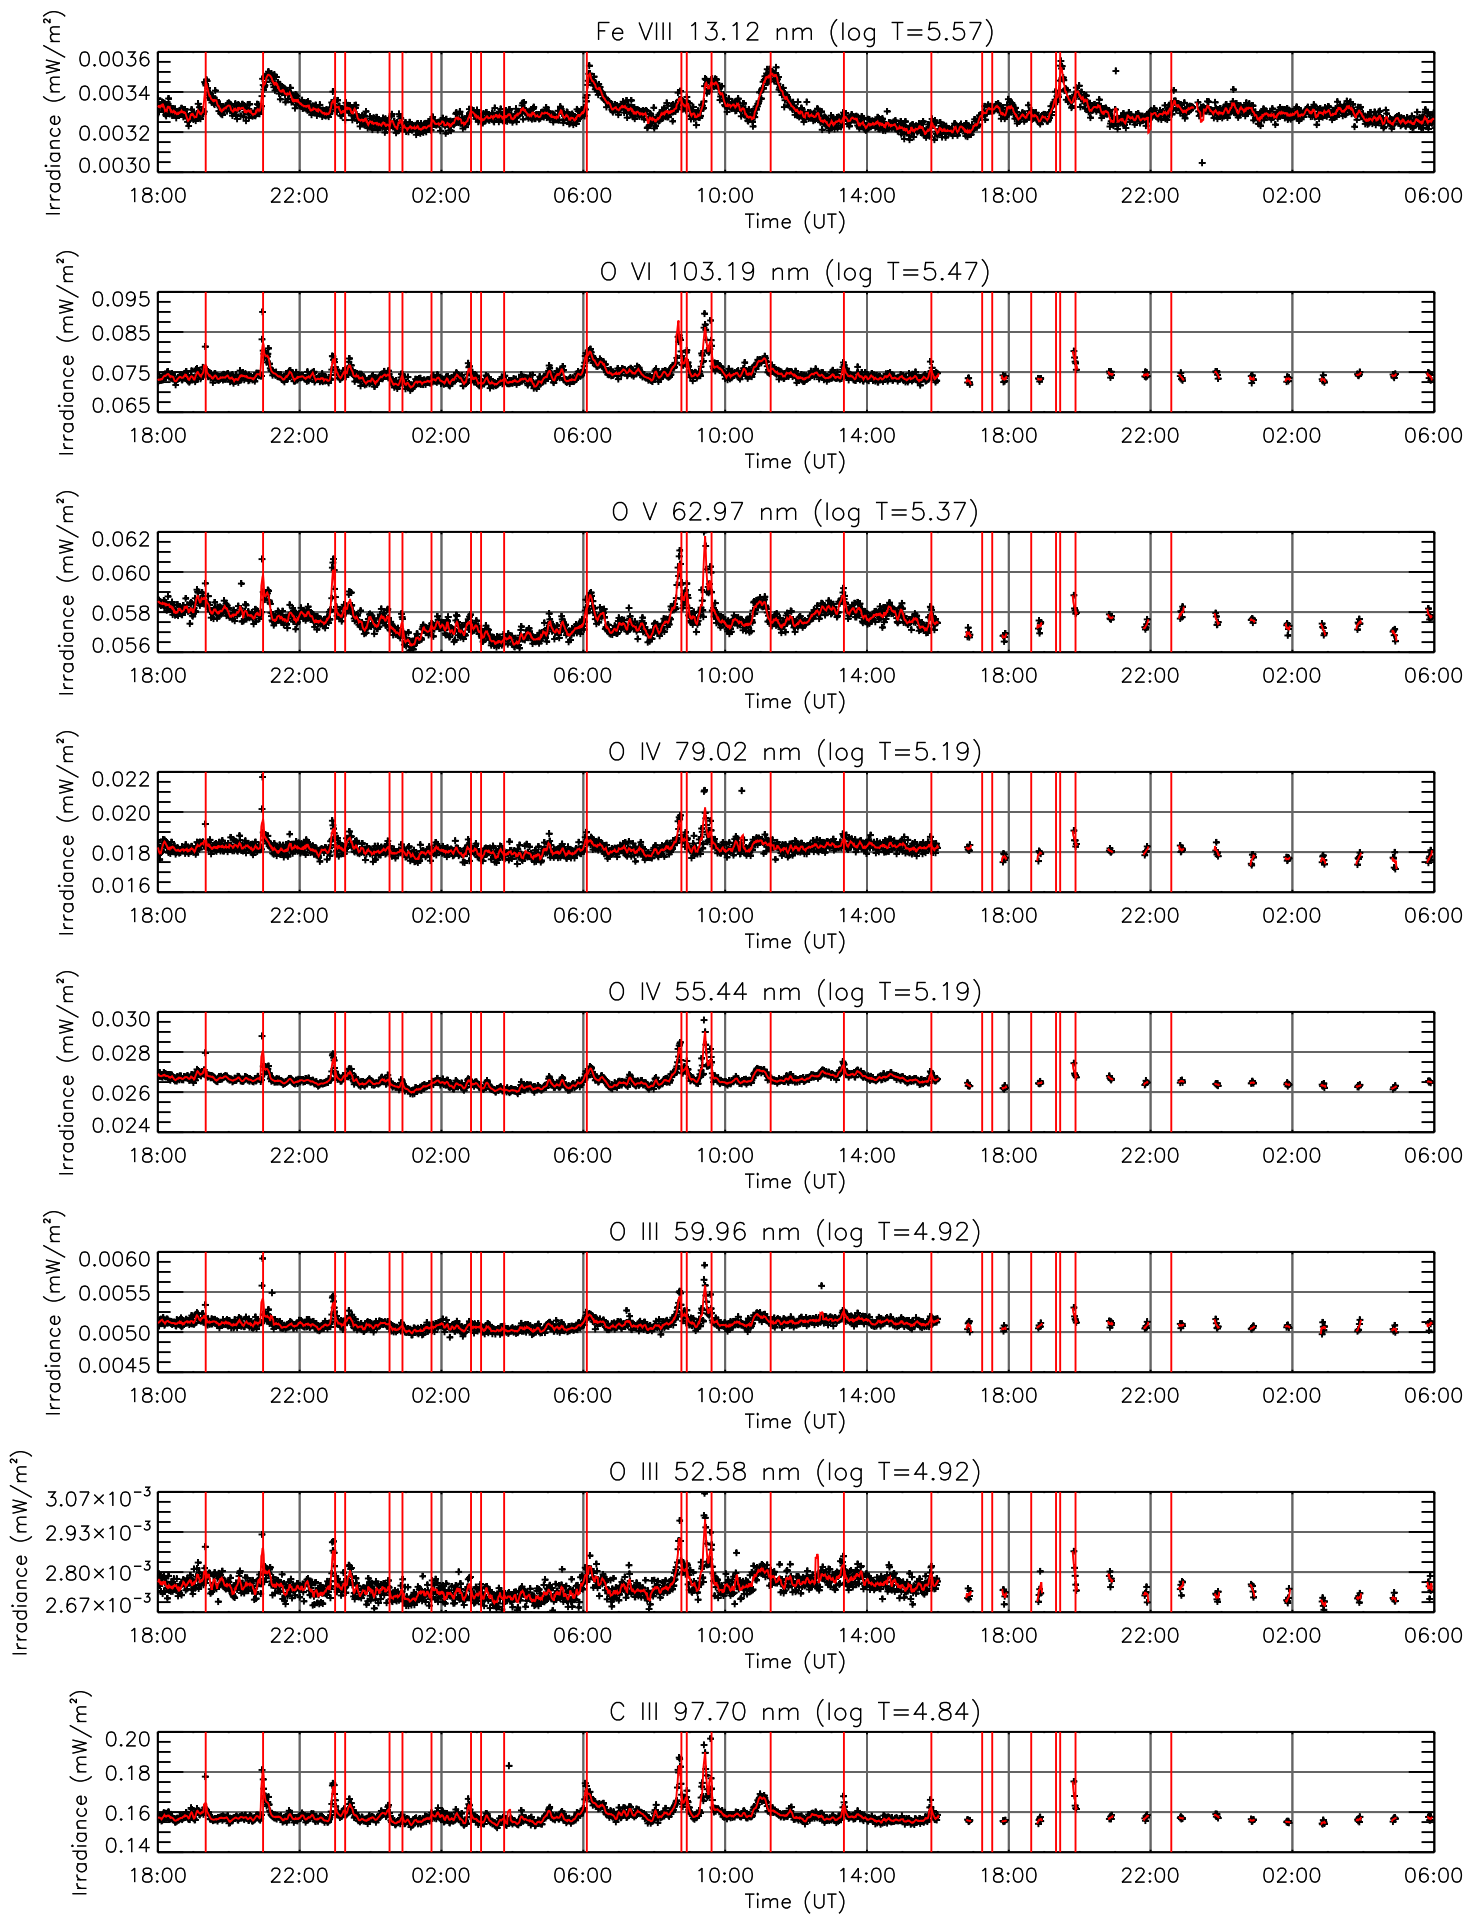 Fe VIII 13.12 nm (log T=5.57)
Irradiance (mW/m²)
0.0036
0.0034
0.0032
0.0030
18:00 22:00 02:00 06:00 10:00 14:00 18:00 22:00 02:00 06:00
Time (UT)
O VI 103.19 nm (log T=5.47)
Irradiance (mW/m²)
0.095
0.085
0.075
0.065
18:00 22:00 02:00 06:00 10:00 14:00 18:00 22:00 02:00 06:00
Time (UT)
O V 62.97 nm (log T=5.37)
Irradiance (mW/m²)
0.062
0.060
0.058
0.056
18:00 22:00 02:00 06:00 10:00 14:00 18:00 22:00 02:00 06:00
Time (UT)
O IV 79.02 nm (log T=5.19)
Irradiance (mW/m²)
0.022
0.020
0.018
0.016
18:00 22:00 02:00 06:00 10:00 14:00 18:00 22:00 02:00 06:00
Time (UT)
O IV 55.44 nm (log T=5.19)
Irradiance (mW/m²)
0.030
0.028
0.026
0.024
18:00 22:00 02:00 06:00 10:00 14:00 18:00 22:00 02:00 06:00
Time (UT)
O III 59.96 nm (log T=4.92)
Irradiance (mW/m²)
0.0060
0.0055
0.0050
0.0045
18:00 22:00 02:00 06:00 10:00 14:00 18:00 22:00 02:00 06:00
Time (UT)
O III 52.58 nm (log T=4.92)
Irradiance (mW/m²)
3.07×10⁻³
2.93×10⁻³
2.80×10⁻³
2.67×10⁻³
18:00 22:00 02:00 06:00 10:00 14:00 18:00 22:00 02:00 06:00
Time (UT)
C III 97.70 nm (log T=4.84)
Irradiance (mW/m²)
0.20
0.18
0.16
0.14
18:00 22:00 02:00 06:00 10:00 14:00 18:00 22:00 02:00 06:00
Time (UT)